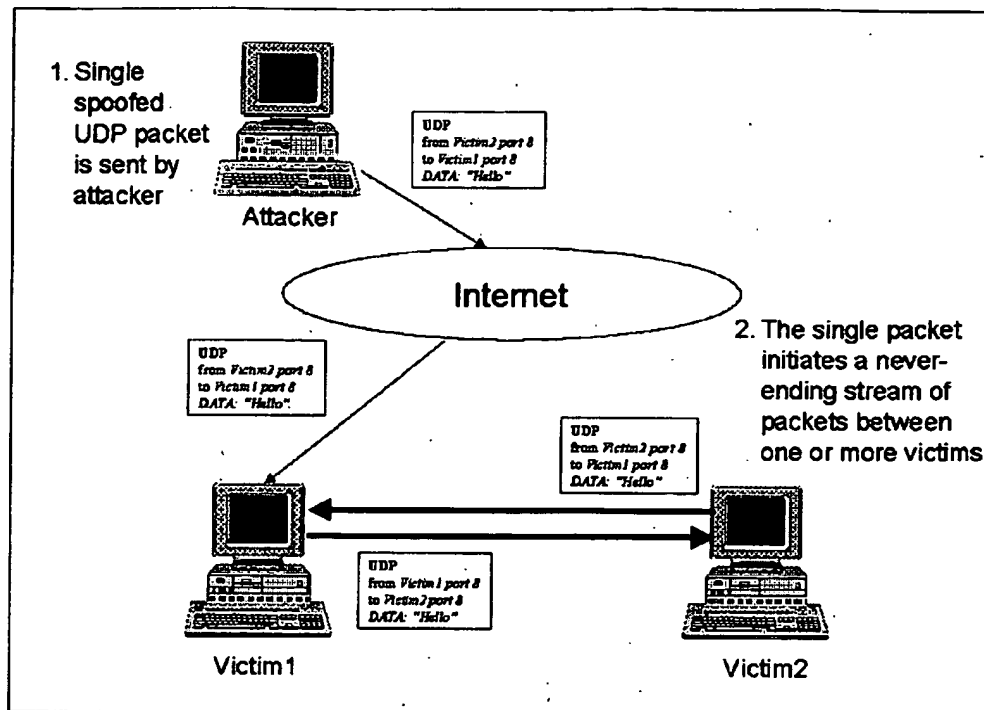 1. Single
spoofed
UDP packet
is sent by
attacker
Attacker
UDP
from Victim2 port 8
to Victim1 port 8
DATA: "Hello"
Internet
UDP
from Victim2 port 8
to Victim1 port 8
DATA: "Hello".
2. The single packet
initiates a never-
ending stream of
packets between
one or more victims
UDP
from Victim2 port 8
to Victim1 port 8
DATA: "Hello"
UDP
from Victim1 port 8
to Victim2 port 8
DATA: "Hello"
Victim1
Victim2